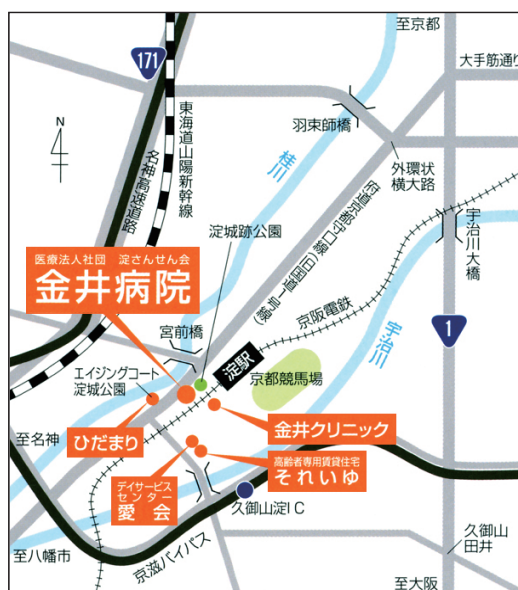 至京都
171
大手筋通り
N
東海道山陽新幹線
名神高速道路
羽束師橋
桂川
外環状
横大路
淀城跡公園
府道京都守口線(旧国道一号線)
宇治川大橋
医療法人社団 淀さんせん会
金井病院
宮前橋
京阪電鉄
宇治川
1
淀駅
エイジングコート
淀城公園
京都競馬場
ひだまり
金井クリニック
至名神
デイサービス
センター
愛会
高齢者専用賃貸住宅
それいゆ
久御山淀IC
久御山
田井
至八幡市
京滋バイパス
至大阪